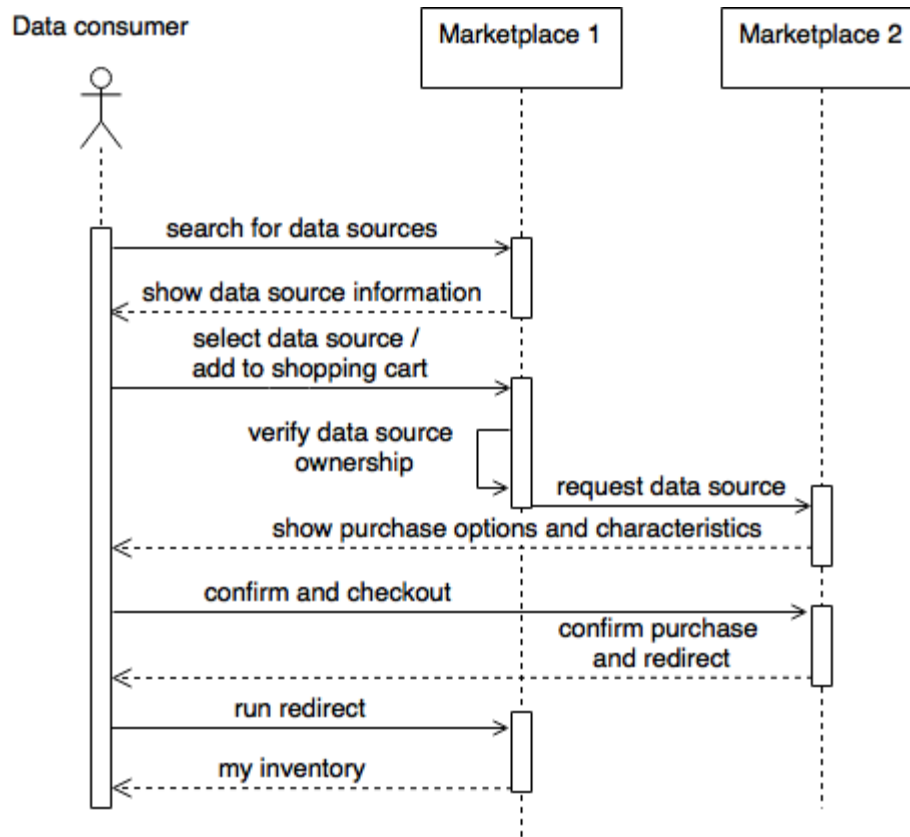 Data consumer
Marketplace 1
Marketplace 2
search for data sources
show data source information
select data source /
add to shopping cart
verify data source
ownership
request data source
show purchase options and characteristics
confirm and checkout
confirm purchase
and redirect
run redirect
my inventory